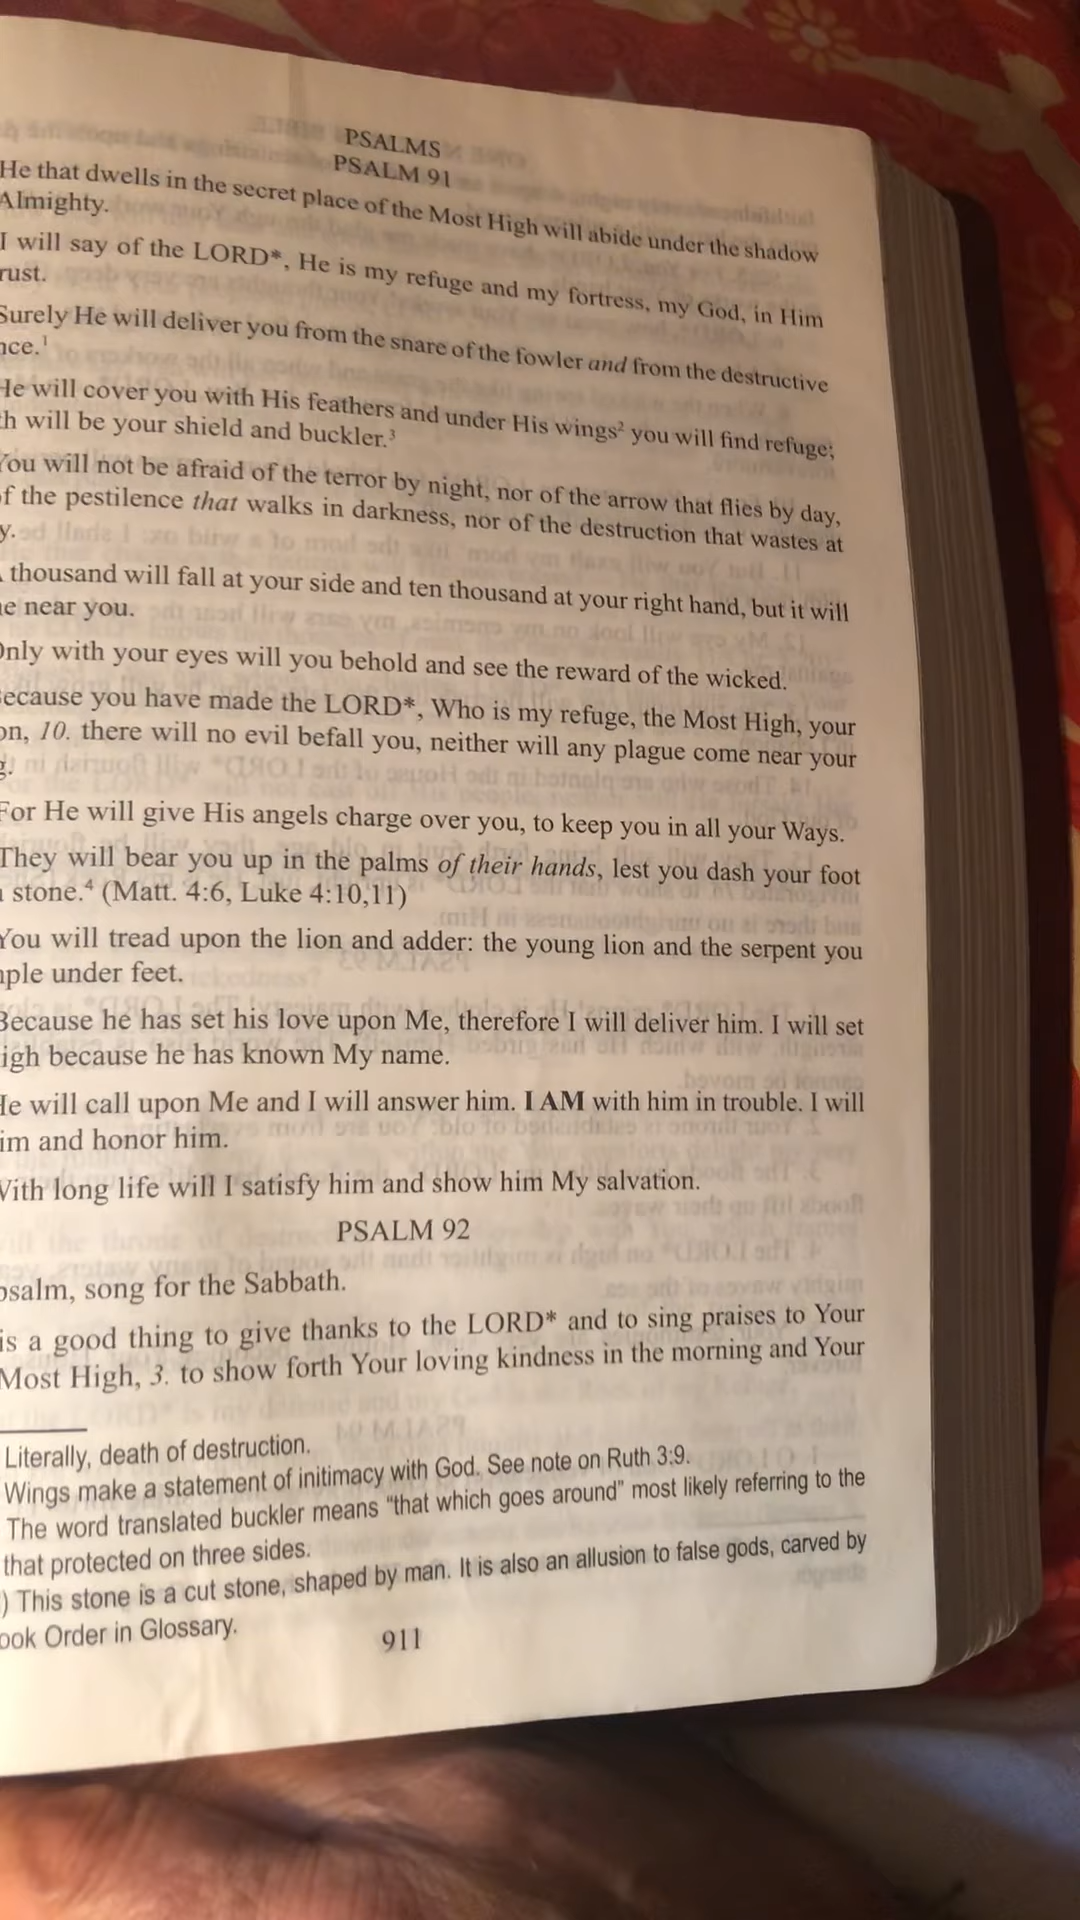 PSALMS
PSALM 91
He that dwells in the secret place of the Most High will abide under the shadow
Almighty.
I will say of the LORD*, He is my refuge and my fortress, my God, in Him
rust.
Surely He will deliver you from the snare of the fowler and from the destructive
nce.¹
He will cover you with His feathers and under His wings² you will find refuge;
th will be your shield and buckler.³
You will not be afraid of the terror by night, nor of the arrow that flies by day,
of the pestilence that walks in darkness, nor of the destruction that wastes at
y.
thousand will fall at your side and ten thousand at your right hand, but it will
ne near you.
Only with your eyes will you behold and see the reward of the wicked.
ecause you have made the LORD*, Who is my refuge, the Most High, your
on, 10. there will no evil befall you, neither will any plague come near your
g.
For He will give His angels charge over you, to keep you in all your Ways.
They will bear you up in the palms of their hands, lest you dash your foot
a stone.⁴ (Matt. 4:6, Luke 4:10,11)
You will tread upon the lion and adder: the young lion and the serpent you
mple under feet.
Because he has set his love upon Me, therefore I will deliver him. I will set
igh because he has known My name.
He will call upon Me and I will answer him. I AM with him in trouble. I will
im and honor him.
With long life will I satisfy him and show him My salvation.
PSALM 92
psalm, song for the Sabbath.
is a good thing to give thanks to the LORD* and to sing praises to Your
Most High, 3. to show forth Your loving kindness in the morning and Your
Literally, death of destruction.
Wings make a statement of initimacy with God. See note on Ruth 3:9.
The word translated buckler means “that which goes around” most likely referring to the
that protected on three sides.
) This stone is a cut stone, shaped by man. It is also an allusion to false gods, carved by
ook Order in Glossary.
911